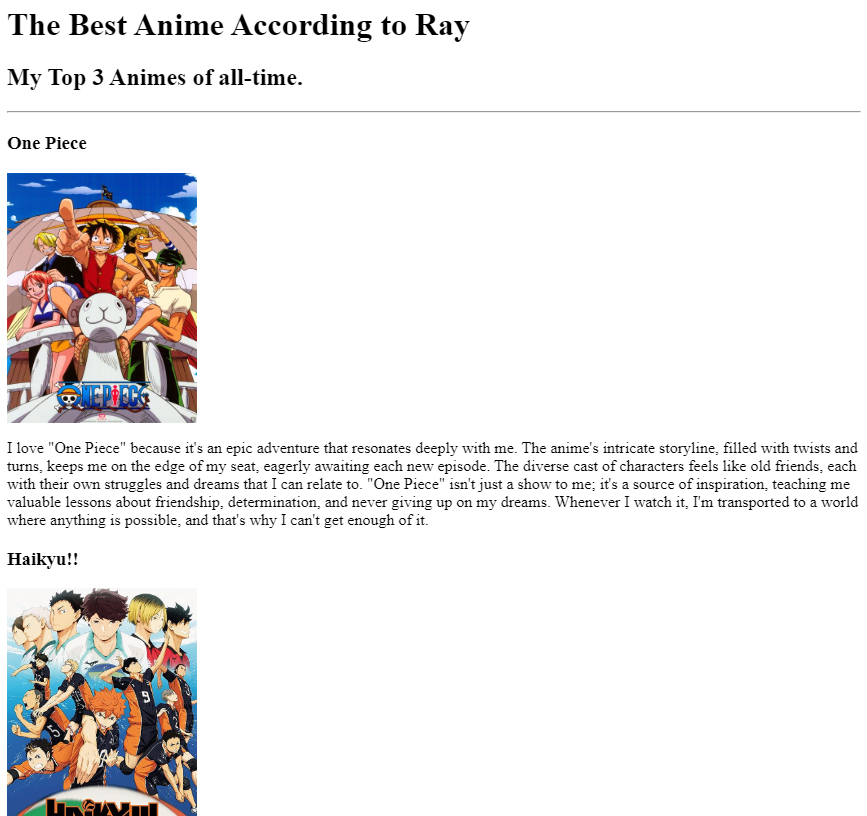 The Best Anime According to Ray
My Top 3 Animes of all-time.
One Piece
ONE PIECE
I love "One Piece" because it's an epic adventure that resonates deeply with me. The anime's intricate storyline, filled with twists and
turns, keeps me on the edge of my seat, eagerly awaiting each new episode. The diverse cast of characters feels like old friends, each
with their own struggles and dreams that I can relate to. "One Piece" isn't just a show to me; it's a source of inspiration, teaching me
valuable lessons about friendship, determination, and never giving up on my dreams. Whenever I watch it, I'm transported to a world
where anything is possible, and that's why I can't get enough of it.
Haikyu!!
9
5
HAIKYU!!